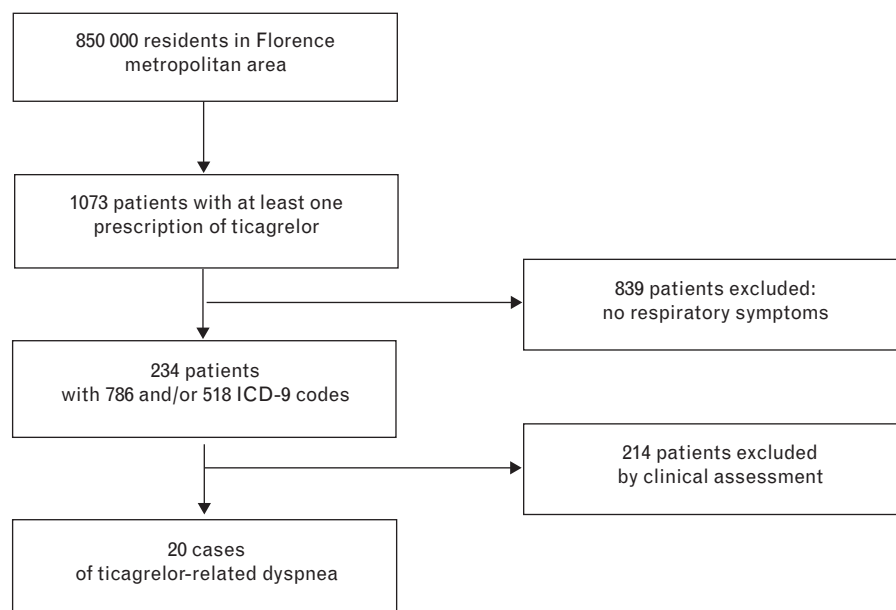 850 000 residents in Florence
metropolitan area
1073 patients with at least one
prescription of ticagrelor
839 patients excluded:
no respiratory symptoms
234 patients
with 786 and/or 518 ICD-9 codes
214 patients excluded
by clinical assessment
20 cases
of ticagrelor-related dyspnea